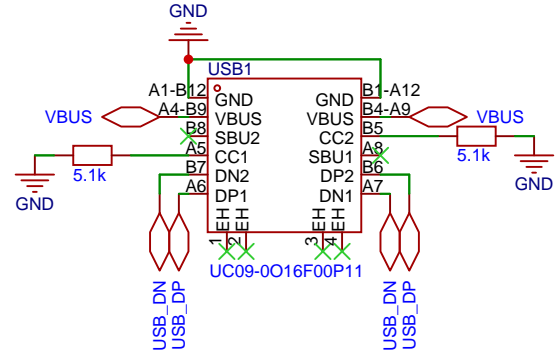 GND
USB1
A1-B12
B1-A12
GND
GND
VBUS
A4-B9
VBUS
VBUS
B4-A9
VBUS
B8
SBU2
CC2
B5
A5
CC1
SBU1
A8
5.1k
5.1k
B7
DN2
DP2
B6
GND
GND
A6
DP1
DN1
A7
EH
EH
EH
EH
1
2
3
4
UC09-0O16F00P11
USB_DN
USB_DP
USB_DN
USB_DP